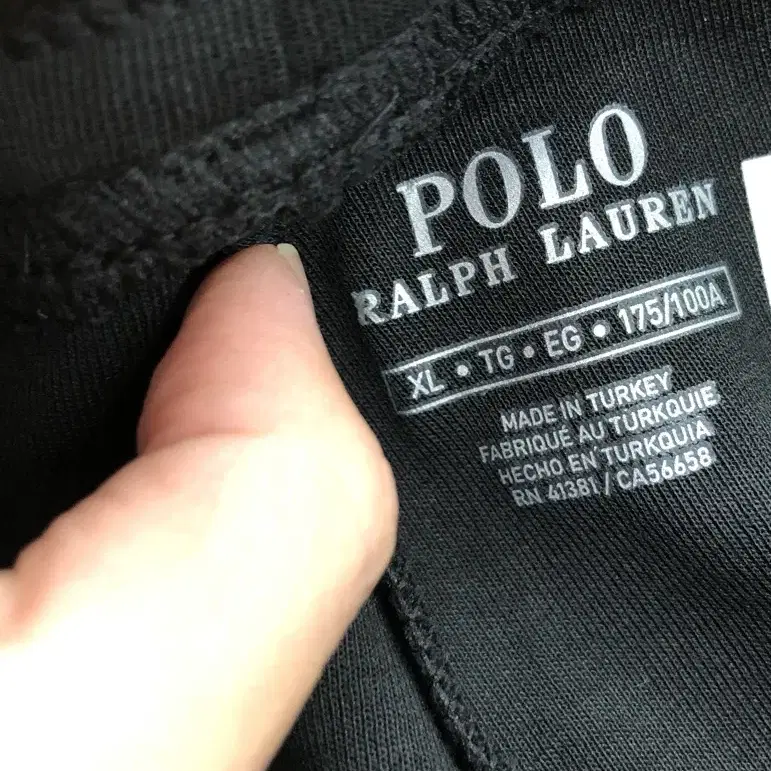 POLO
RALPH LAUREN
XL • TG • EG • 175/100A
MADE IN TURKEY
FABRIQUÉ AU TURKQUIE
HECHO EN TURKQUIA
RN 41381 / CA56658